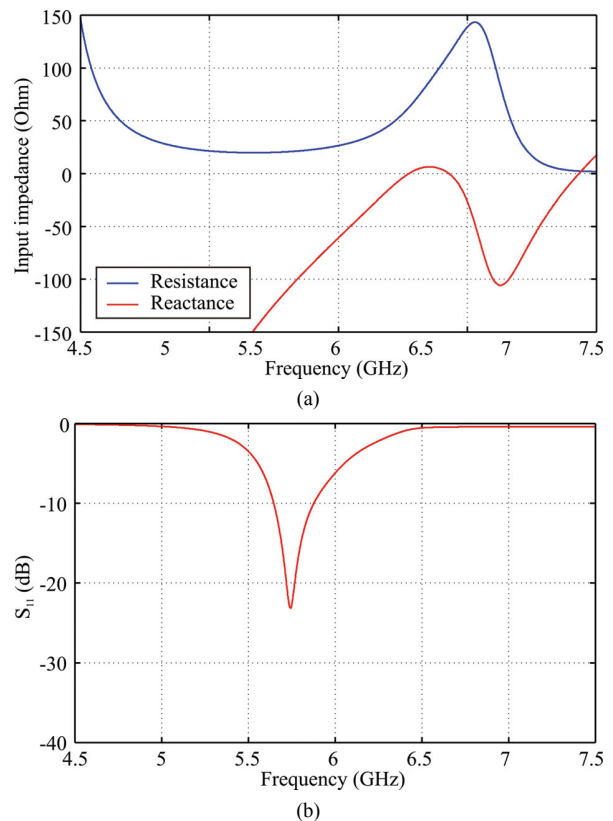 150
100
50
0
-50
-100
-150
Input impedance (Ohm)
Resistance
Reactance
4.5 5 5.5 6 6.5 7 7.5
Frequency (GHz)
(a)
0
-10
-20
-30
-40
S11 (dB)
4.5 5 5.5 6 6.5 7 7.5
Frequency (GHz)
(b)